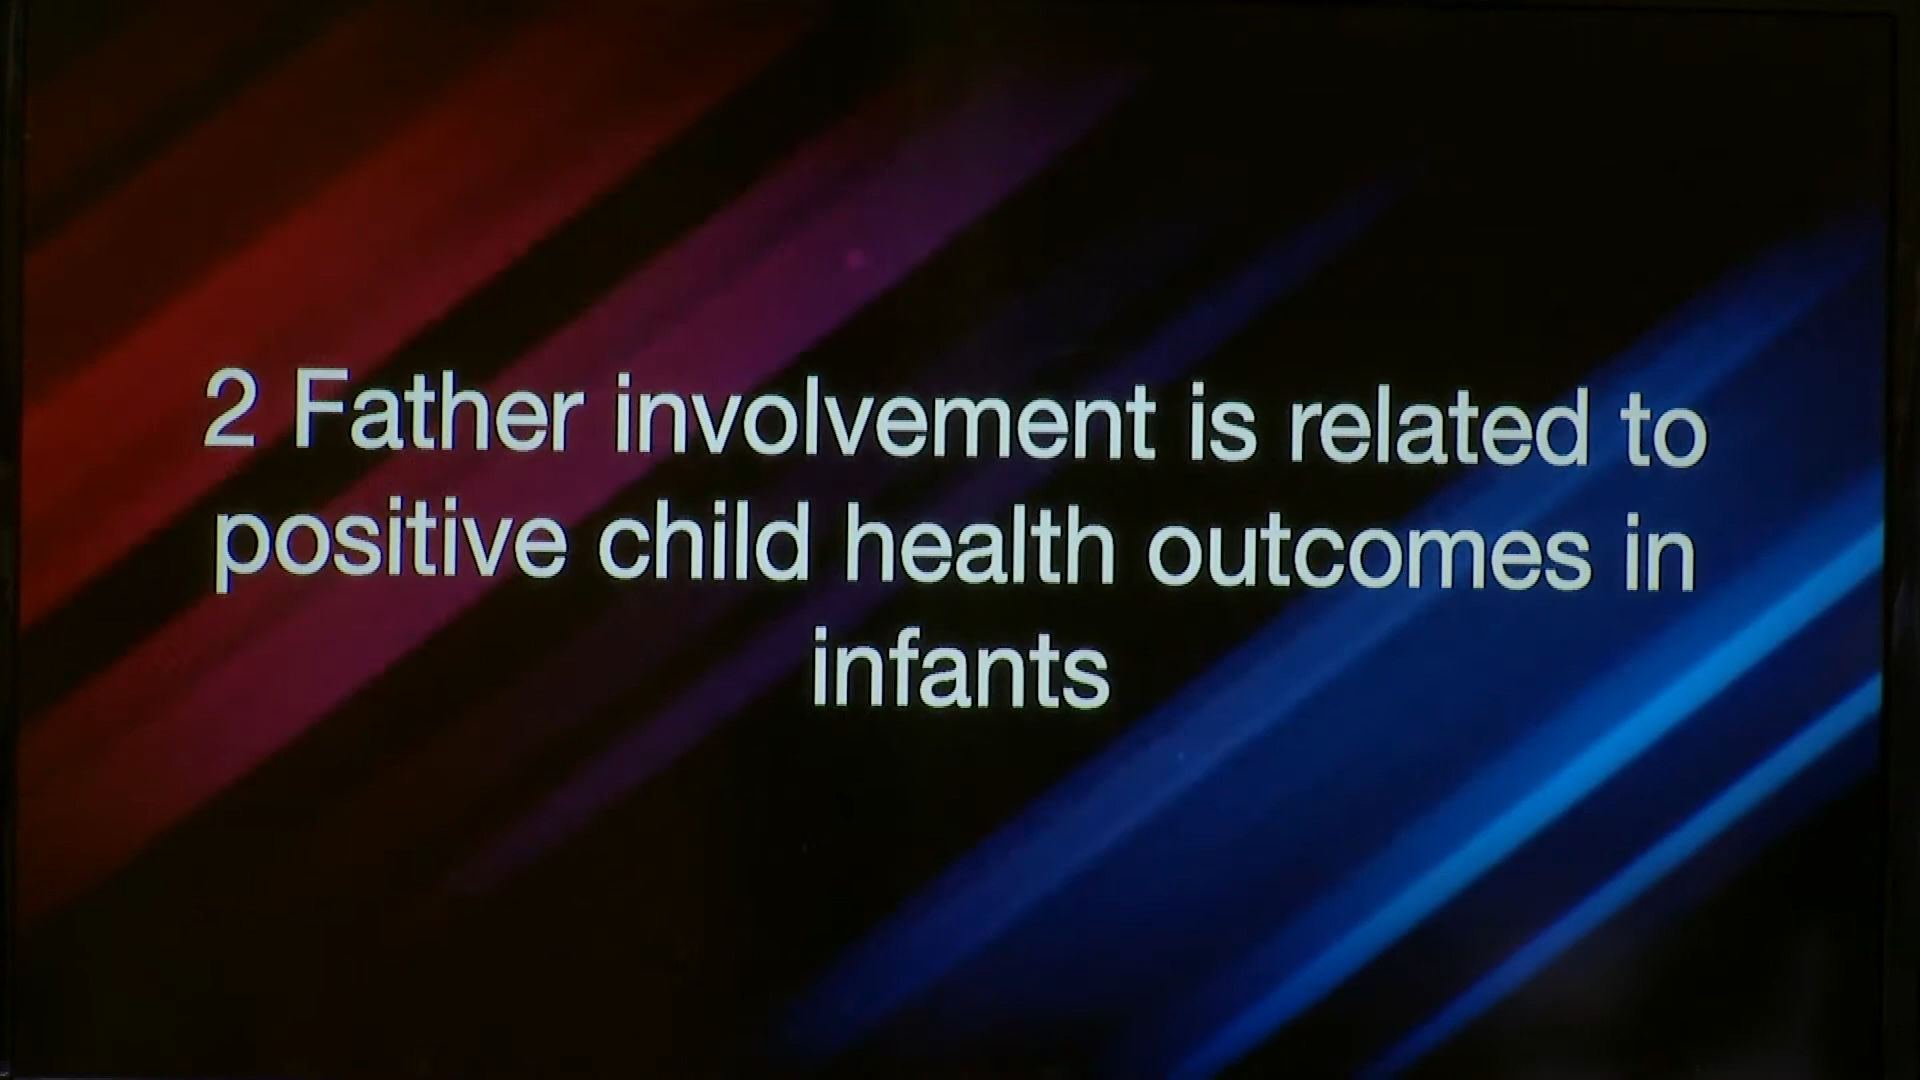 2 Father involvement is related to
positive child health outcomes in
infants